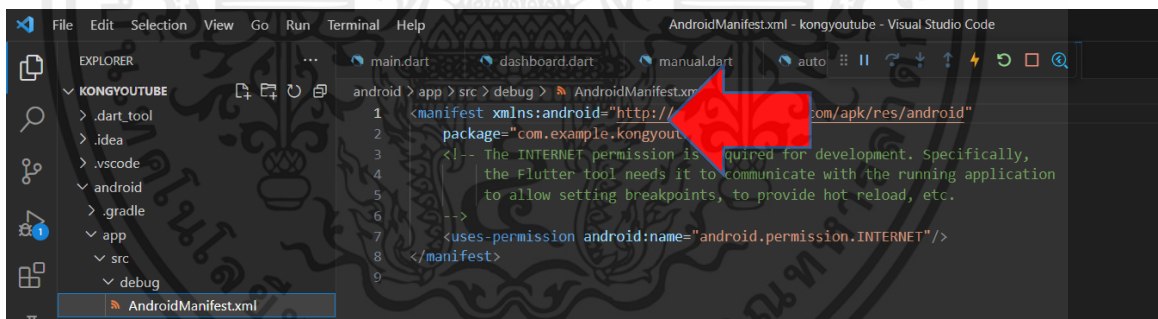 File Edit Selection View Go Run Terminal Help AndroidManifest.xml - kongyoutube - Visual Studio Code
EXPLORER ... main.dart dashboard.dart manual.dart auto
KONGYOUTUBE android > app > src > debug > AndroidManifest.xm
> .dart_tool
> .idea
> .vscode
android
> .gradle
app
src
debug
AndroidManifest.xml
1 <manifest xmlns:android="http:// com/apk/res/android"
2 package="com.example.kongyout
3 <!-- The INTERNET permission is required for development. Specifically,
4 the Flutter tool needs it to communicate with the running application
5 to allow setting breakpoints, to provide hot reload, etc.
6 -->
7 <uses-permission android:name="android.permission.INTERNET"/>
8 </manifest>
9
1